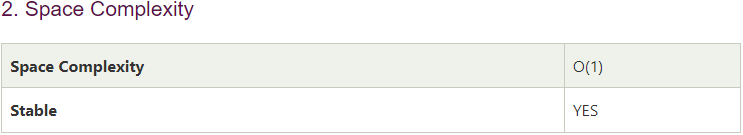 2. Space Complexity
Space Complexity O(1)
Stable YES